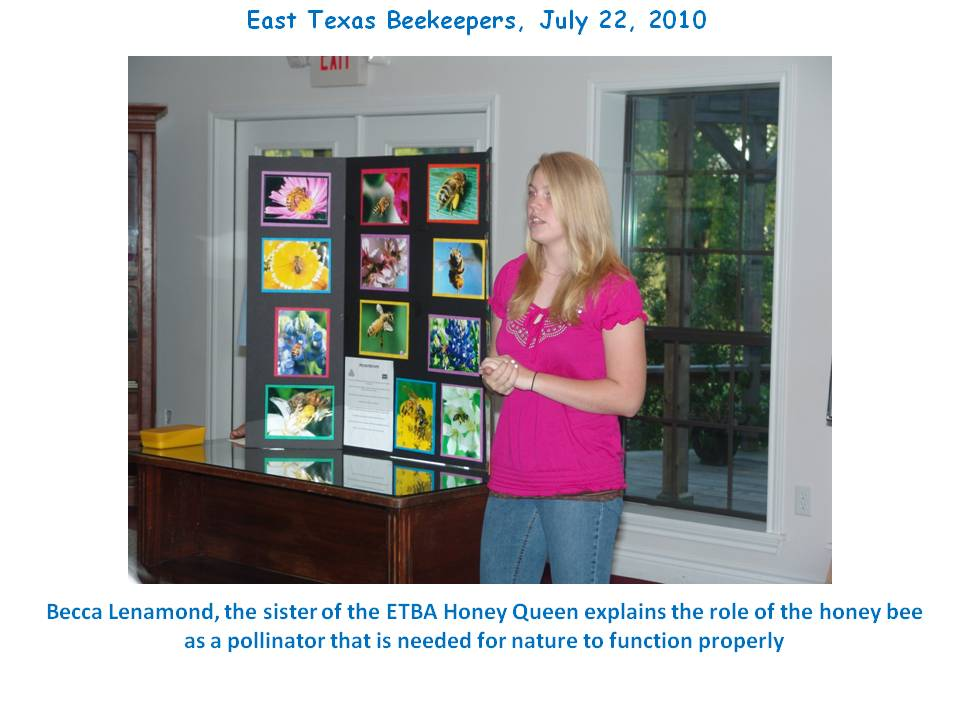 East Texas Beekeepers, July 22, 2010
EXIT
Becca Lenamond, the sister of the ETBA Honey Queen explains the role of the honey bee
as a pollinator that is needed for nature to function properly